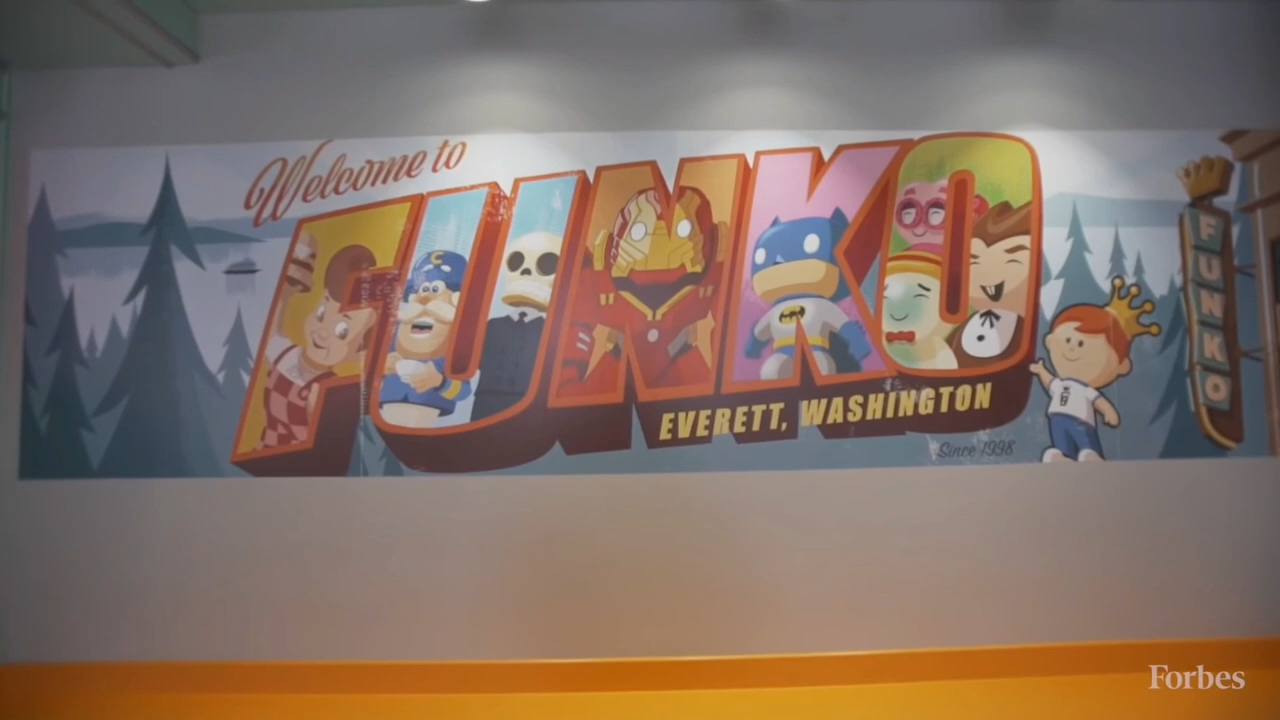 Welcome to
FUNKO
EVERETT, WASHINGTON
Since 1998
FUNKO
C
Forbes